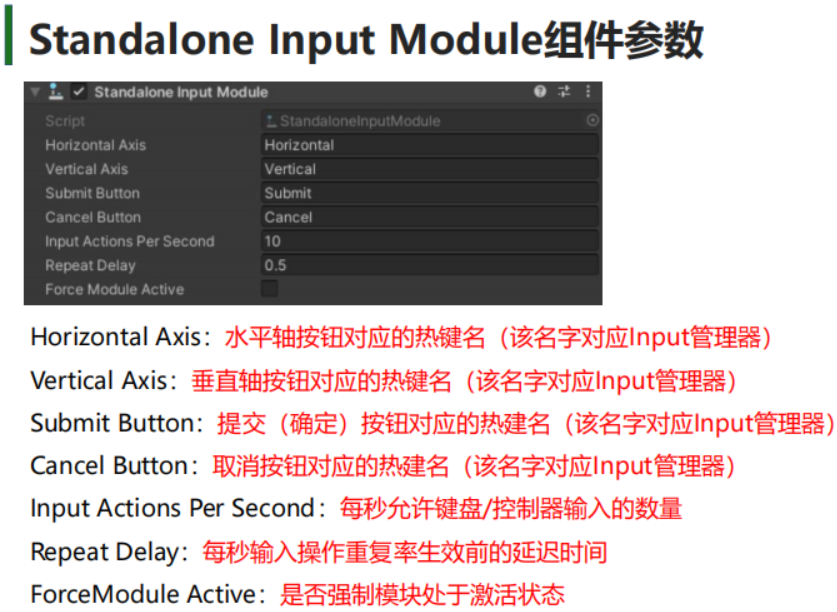 Standalone Input Module组件参数
Standalone Input Module
Script StandaloneInputModule
Horizontal Axis Horizontal
Vertical Axis Vertical
Submit Button Submit
Cancel Button Cancel
Input Actions Per Second 10
Repeat Delay 0.5
Force Module Active
Horizontal Axis：水平轴按钮对应的热键名（该名字对应Input管理器）
Vertical Axis：垂直轴按钮对应的热键名（该名字对应Input管理器）
Submit Button：提交（确定）按钮对应的热建名（该名字对应Input管理器）
Cancel Button：取消按钮对应的热建名（该名字对应Input管理器）
Input Actions Per Second：每秒允许键盘/控制器输入的数量
Repeat Delay：每秒输入操作重复率生效前的延迟时间
ForceModule Active：是否强制模块处于激活状态